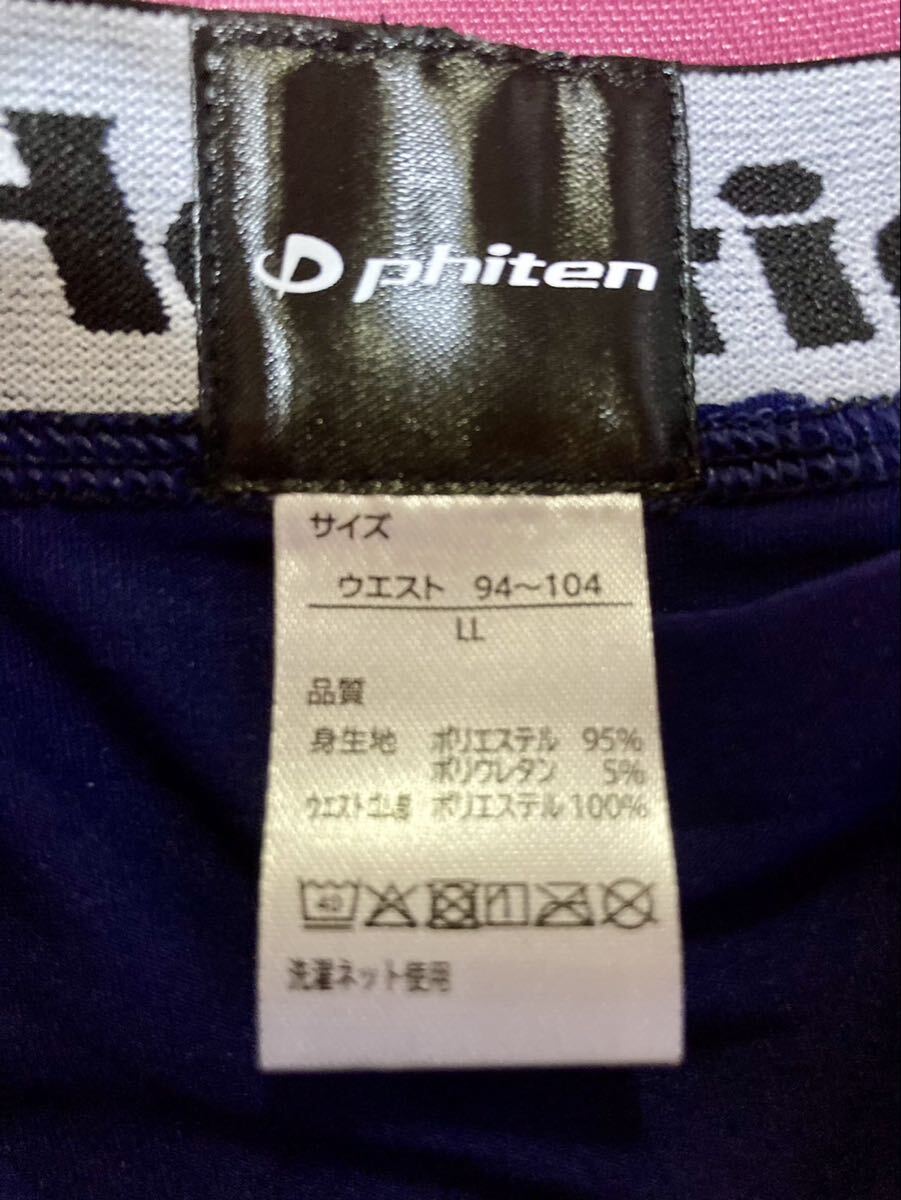 phiten
サイズ
ウエスト 94～104
LL
品質
身生地 ポリエステル 95%
ポリウレタン 5%
ウエストゴム部 ポリエステル 100%
40
洗濯ネット使用